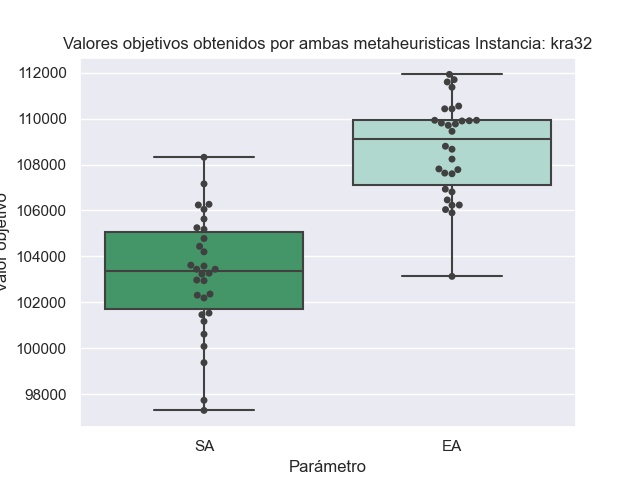 Valores objetivos obtenidos por ambas metaheuristicas Instancia: kra32
112000
110000
108000
106000
104000
102000
100000
98000
Valor objetivo
SA EA
Parámetro